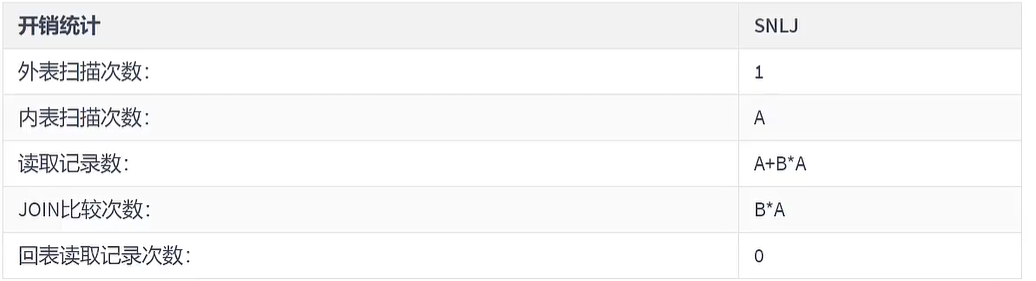 开销统计 SNLJ
外表扫描次数： 1
内表扫描次数： A
读取记录数： A+B*A
JOIN比较次数： B*A
回表读取记录次数： 0